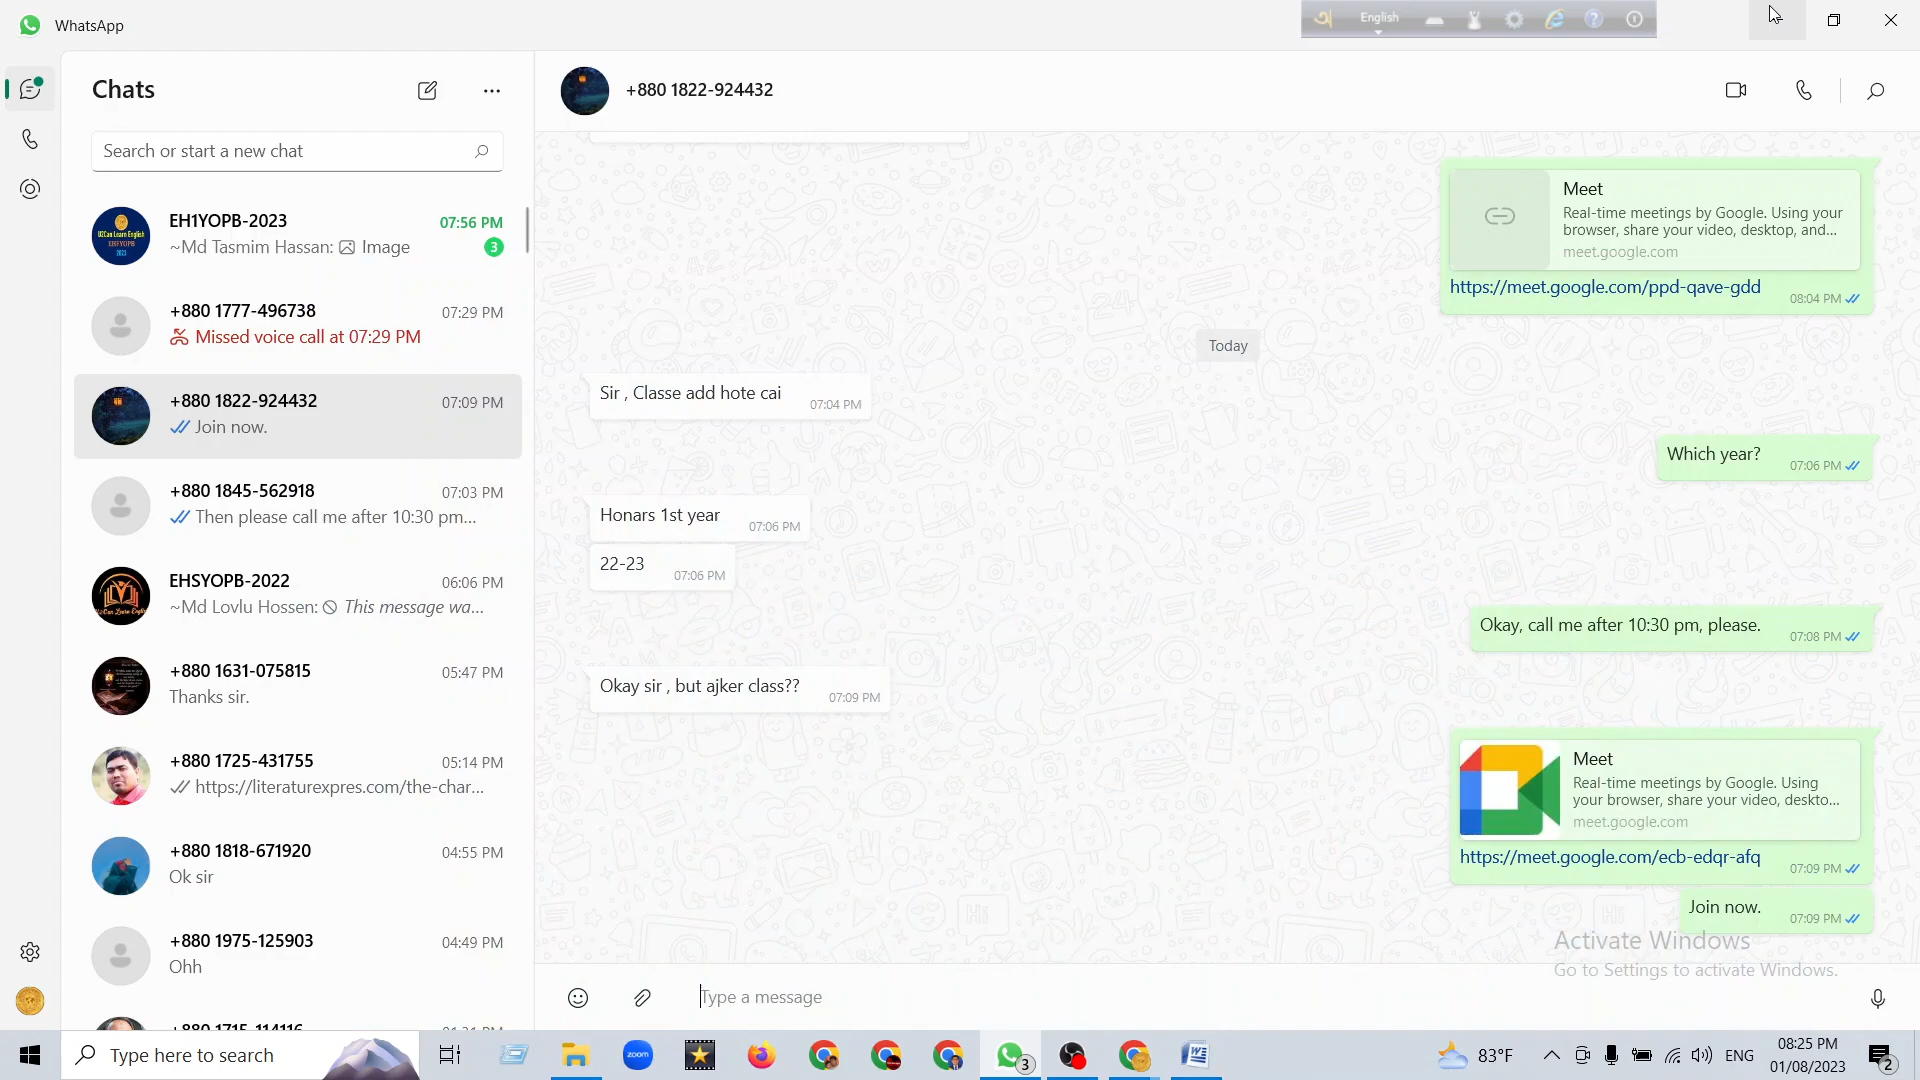 WhatsApp
English
Chats
Search or start a new chat
EH1YOPB-2023
07:56 PM
~Md Tasmim Hassan: Image
3
+880 1777-496738
07:29 PM
Missed voice call at 07:29 PM
+880 1822-924432
07:09 PM
Join now.
+880 1845-562918
07:03 PM
Then please call me after 10:30 pm...
EHSYOPB-2022
06:06 PM
~Md Lovlu Hossen: This message wa...
+880 1631-075815
05:47 PM
Thanks sir.
+880 1725-431755
05:14 PM
https://literaturexpres.com/the-char...
+880 1818-671920
04:55 PM
Ok sir
+880 1975-125903
04:49 PM
Ohh
+880 1822-924432
Meet
Real-time meetings by Google. Using your
browser, share your video, desktop, and...
meet.google.com
https://meet.google.com/ppd-qave-gdd
08:04 PM
Today
Sir , Classe add hote cai
07:04 PM
Which year?
07:06 PM
Honars 1st year
07:06 PM
22-23
07:06 PM
Okay, call me after 10:30 pm, please.
07:08 PM
Okay sir , but ajker class??
07:09 PM
Meet
Real-time meetings by Google. Using
your browser, share your video, deskto...
meet.google.com
https://meet.google.com/ecb-edqr-afq
07:09 PM
Join now.
07:09 PM
Activate Windows
Go to Settings to activate Windows.
Type a message
Type here to search
zoom
3
83°F
ENG
08:25 PM
01/08/2023
2